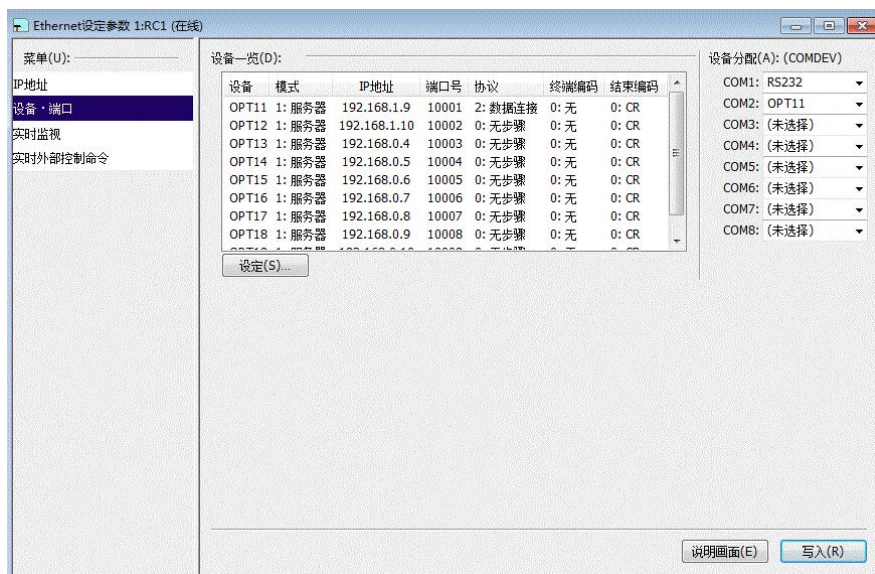 Ethernet设定参数 1:RC1 (在线)
菜单(U):
IP地址
设备・端口
实时监视
实时外部控制命令
设备一览(D):
设备 模式 IP地址 端口号 协议 终端编码 结束编码
OPT11 1: 服务器 192.168.1.9 10001 2: 数据连接 0: 无 0: CR
OPT12 1: 服务器 192.168.1.10 10002 0: 无步骤 0: 无 0: CR
OPT13 1: 服务器 192.168.0.4 10003 0: 无步骤 0: 无 0: CR
OPT14 1: 服务器 192.168.0.5 10004 0: 无步骤 0: 无 0: CR
OPT15 1: 服务器 192.168.0.6 10005 0: 无步骤 0: 无 0: CR
OPT16 1: 服务器 192.168.0.7 10006 0: 无步骤 0: 无 0: CR
OPT17 1: 服务器 192.168.0.8 10007 0: 无步骤 0: 无 0: CR
OPT18 1: 服务器 192.168.0.9 10008 0: 无步骤 0: 无 0: CR
设定(S)...
设备分配(A): (COMDEV)
COM1: RS232
COM2: OPT11
COM3: (未选择)
COM4: (未选择)
COM5: (未选择)
COM6: (未选择)
COM7: (未选择)
COM8: (未选择)
说明画面(E)
写入(R)